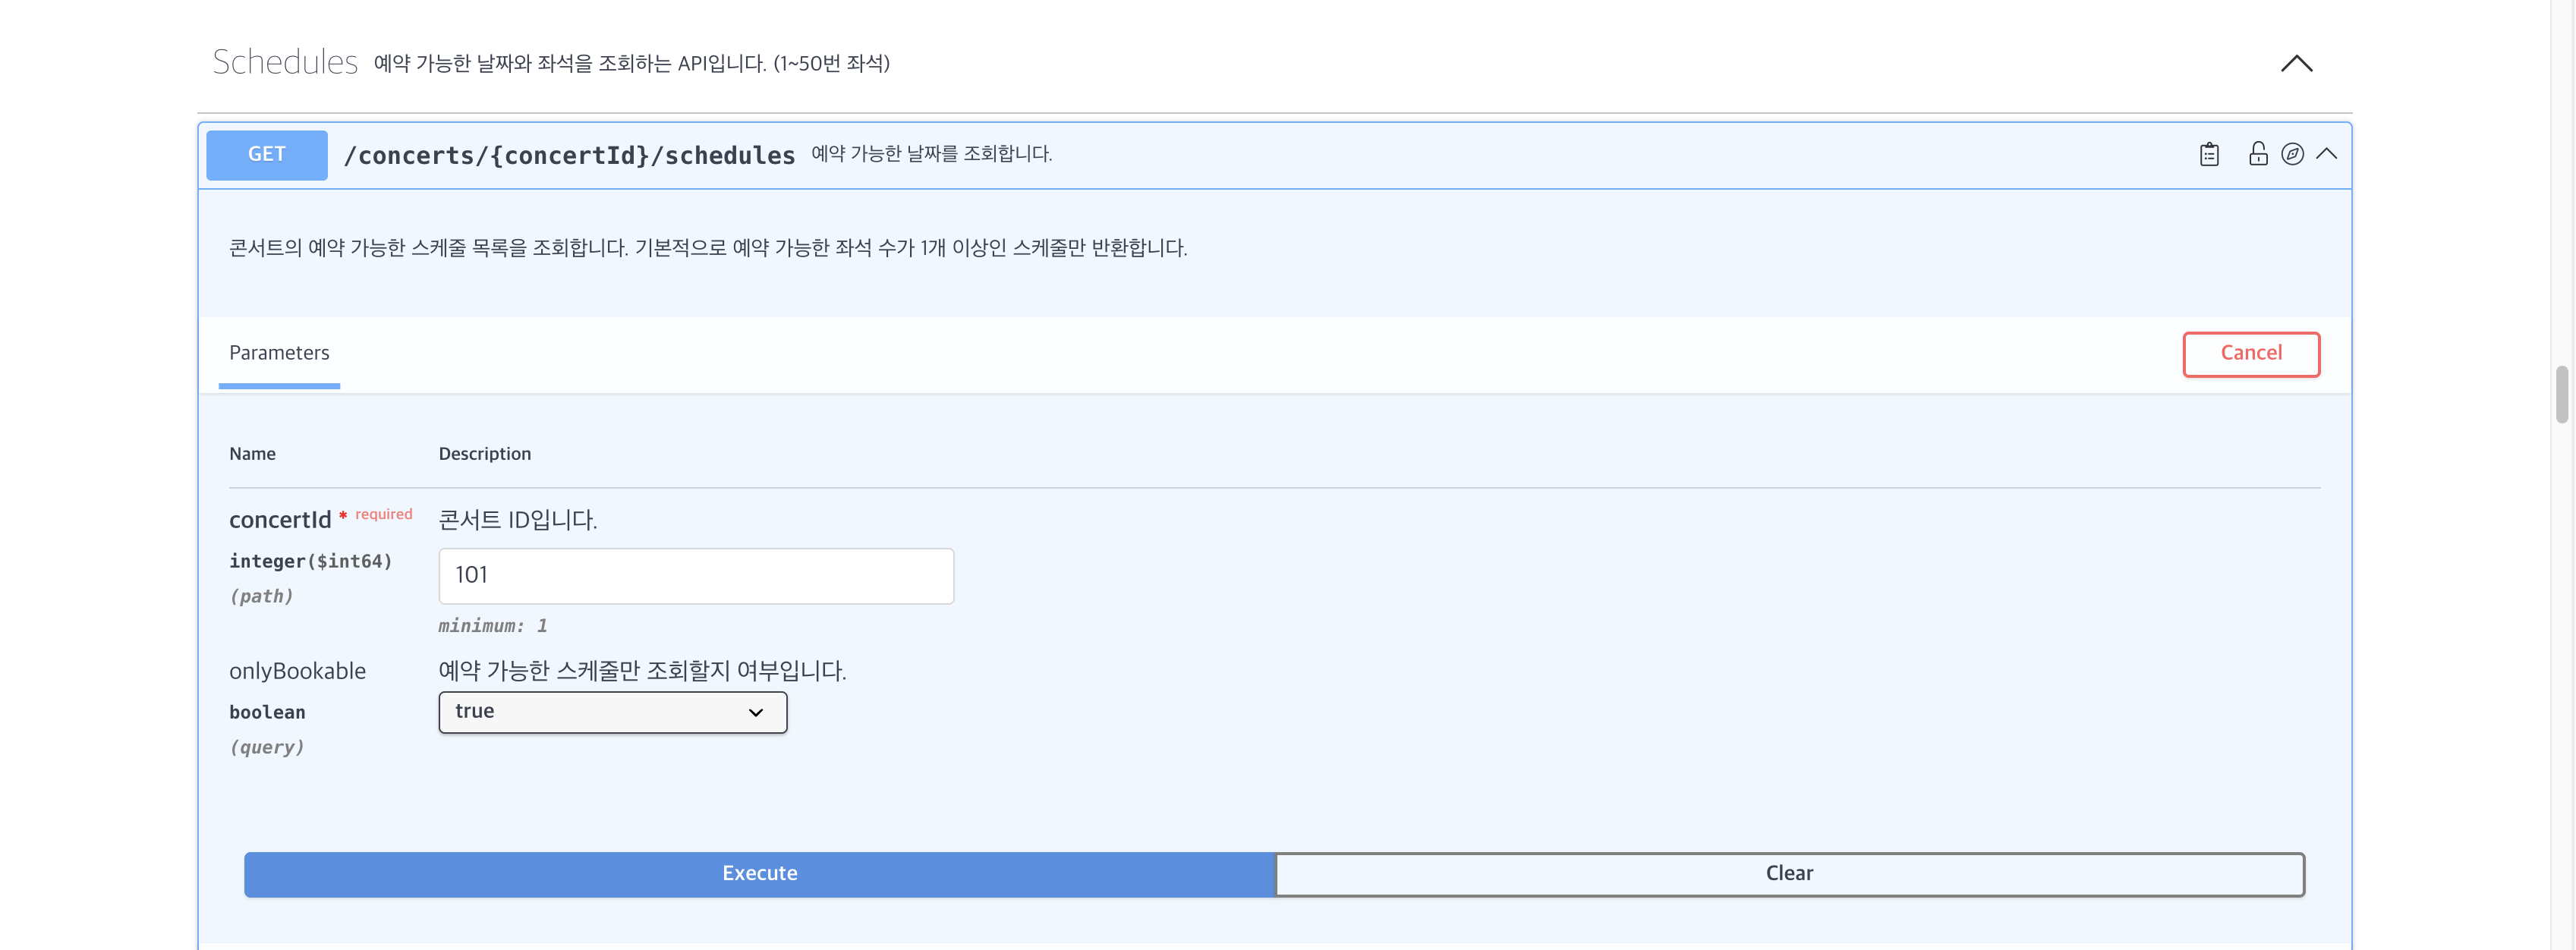 Schedules 예약 가능한 날짜와 좌석을 조회하는 API입니다. (1~50번 좌석)
GET /concerts/{concertId}/schedules 예약 가능한 날짜를 조회합니다.
콘서트의 예약 가능한 스케줄 목록을 조회합니다. 기본적으로 예약 가능한 좌석 수가 1개 이상인 스케줄만 반환합니다.
Parameters Cancel
Name Description
concertId * required 콘서트 ID입니다.
integer($int64) 101
(path)
minimum: 1
onlyBookable 예약 가능한 스케줄만 조회할지 여부입니다.
boolean true
(query)
Execute Clear